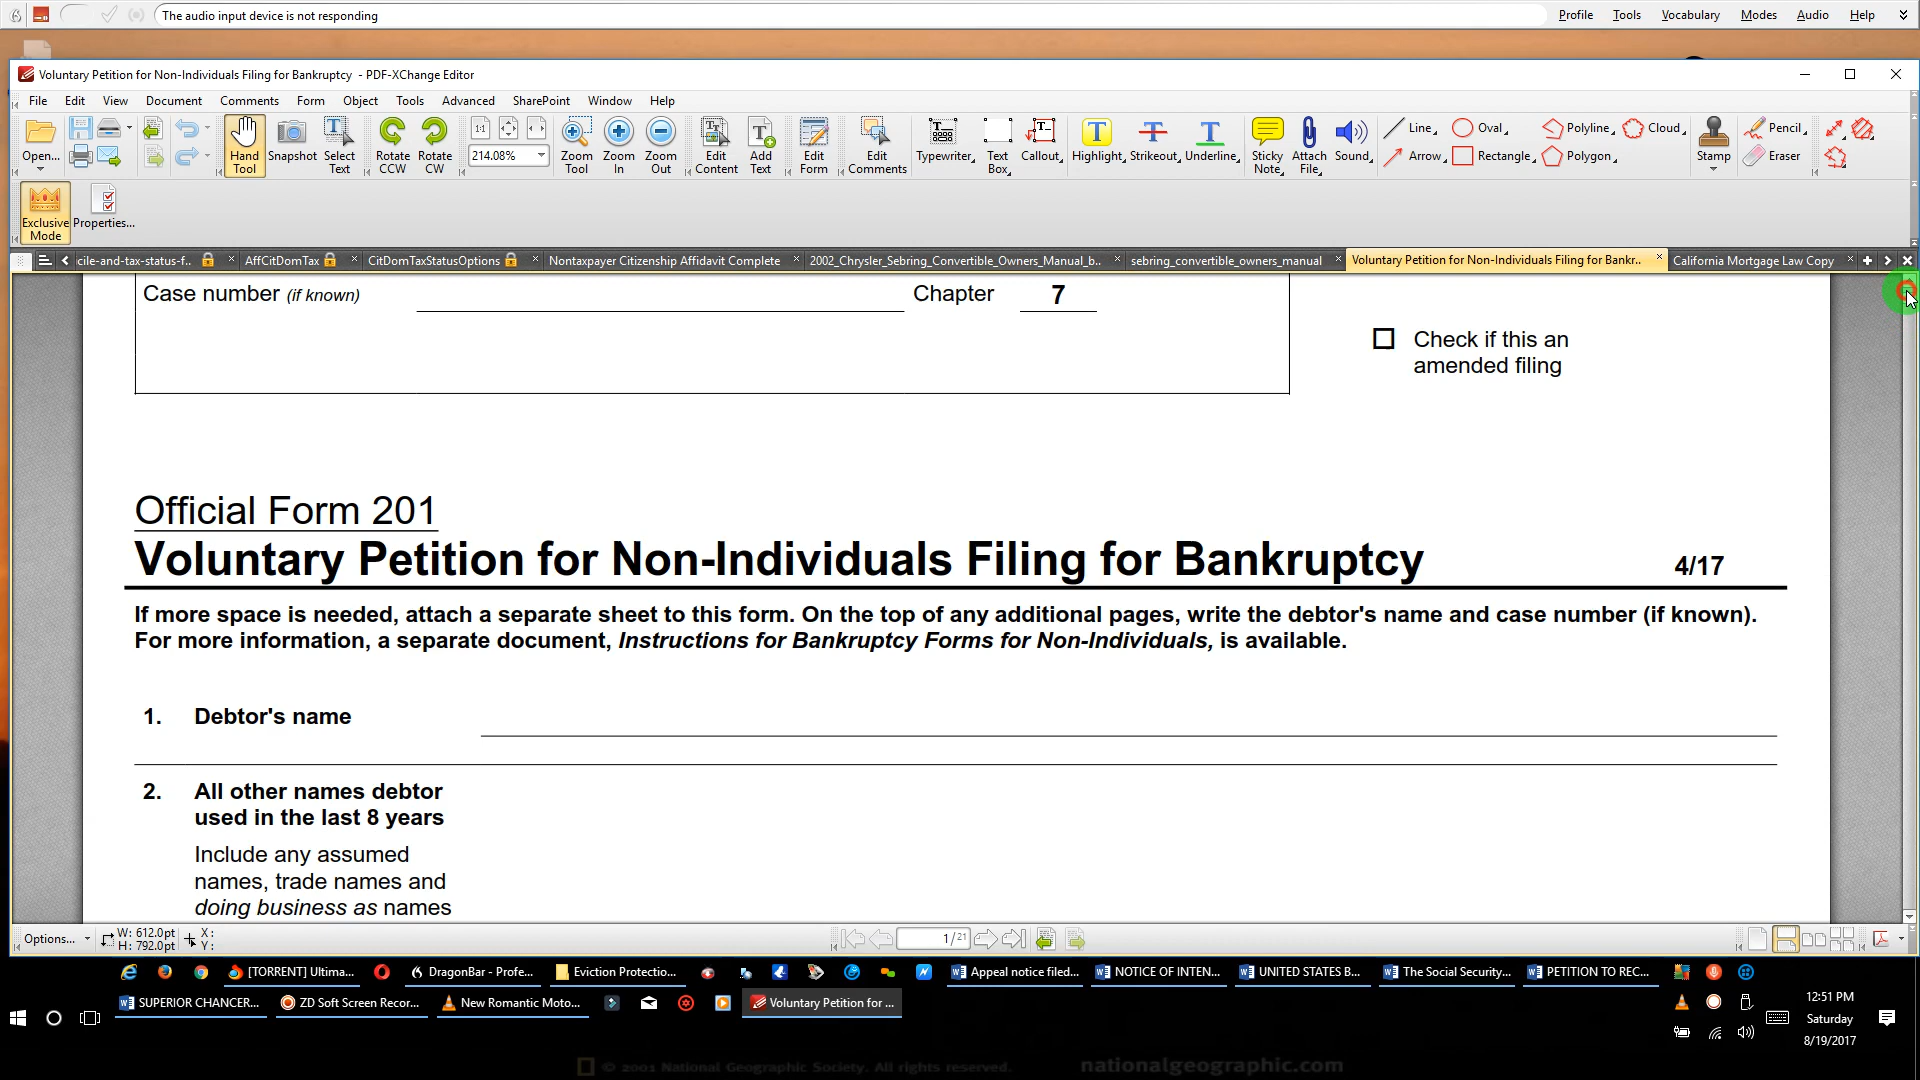 The audio input device is not responding
Profile Tools Vocabulary Modes Audio Help
Voluntary Petition for Non-Individuals Filing for Bankruptcy - PDF-XChange Editor
File Edit View Document Comments Form Object Tools Advanced SharePoint Window Help
Open... Hand Tool Snapshot Select Text Rotate CCW Rotate CW 1:1 214.08% Zoom Tool Zoom In Zoom Out Edit Content Add Text Edit Form Edit Comments Typewriter Text Box Callout Highlight Strikeout Underline Sticky Note Attach File Sound Line Arrow Oval Rectangle Polyline Polygon Cloud Stamp Pencil Eraser
Exclusive Mode Properties...
cile-and-tax-status-f.. AffCitDomTax CitDomTaxStatusOptions Nontaxpayer Citizenship Affidavit Complete 2002_Chrysler_Sebring_Convertible_Owners_Manual_b.. sebring_convertible_owners_manual Voluntary Petition for Non-Individuals Filing for Bankr.. California Mortgage Law Copy
Case number (if known) Chapter 7
Check if this an
amended filing
Official Form 201
Voluntary Petition for Non-Individuals Filing for Bankruptcy 4/17
If more space is needed, attach a separate sheet to this form. On the top of any additional pages, write the debtor's name and case number (if known).
For more information, a separate document, Instructions for Bankruptcy Forms for Non-Individuals, is available.
1. Debtor's name
2. All other names debtor
used in the last 8 years
Include any assumed
names, trade names and
doing business as names
Options... W: 612.0pt H: 792.0pt X: Y: 1/21
[TORRENT] Ultima... DragonBar - Profe... Eviction Protectio... Appeal notice filed... NOTICE OF INTEN... UNITED STATES B... The Social Security... PETITION TO REC...
SUPERIOR CHANCER... ZD Soft Screen Recor... New Romantic Moto... Voluntary Petition for ...
12:51 PM
Saturday
8/19/2017
© 2001 National Geographic Society. All rights reserved. nationalgeographic.com